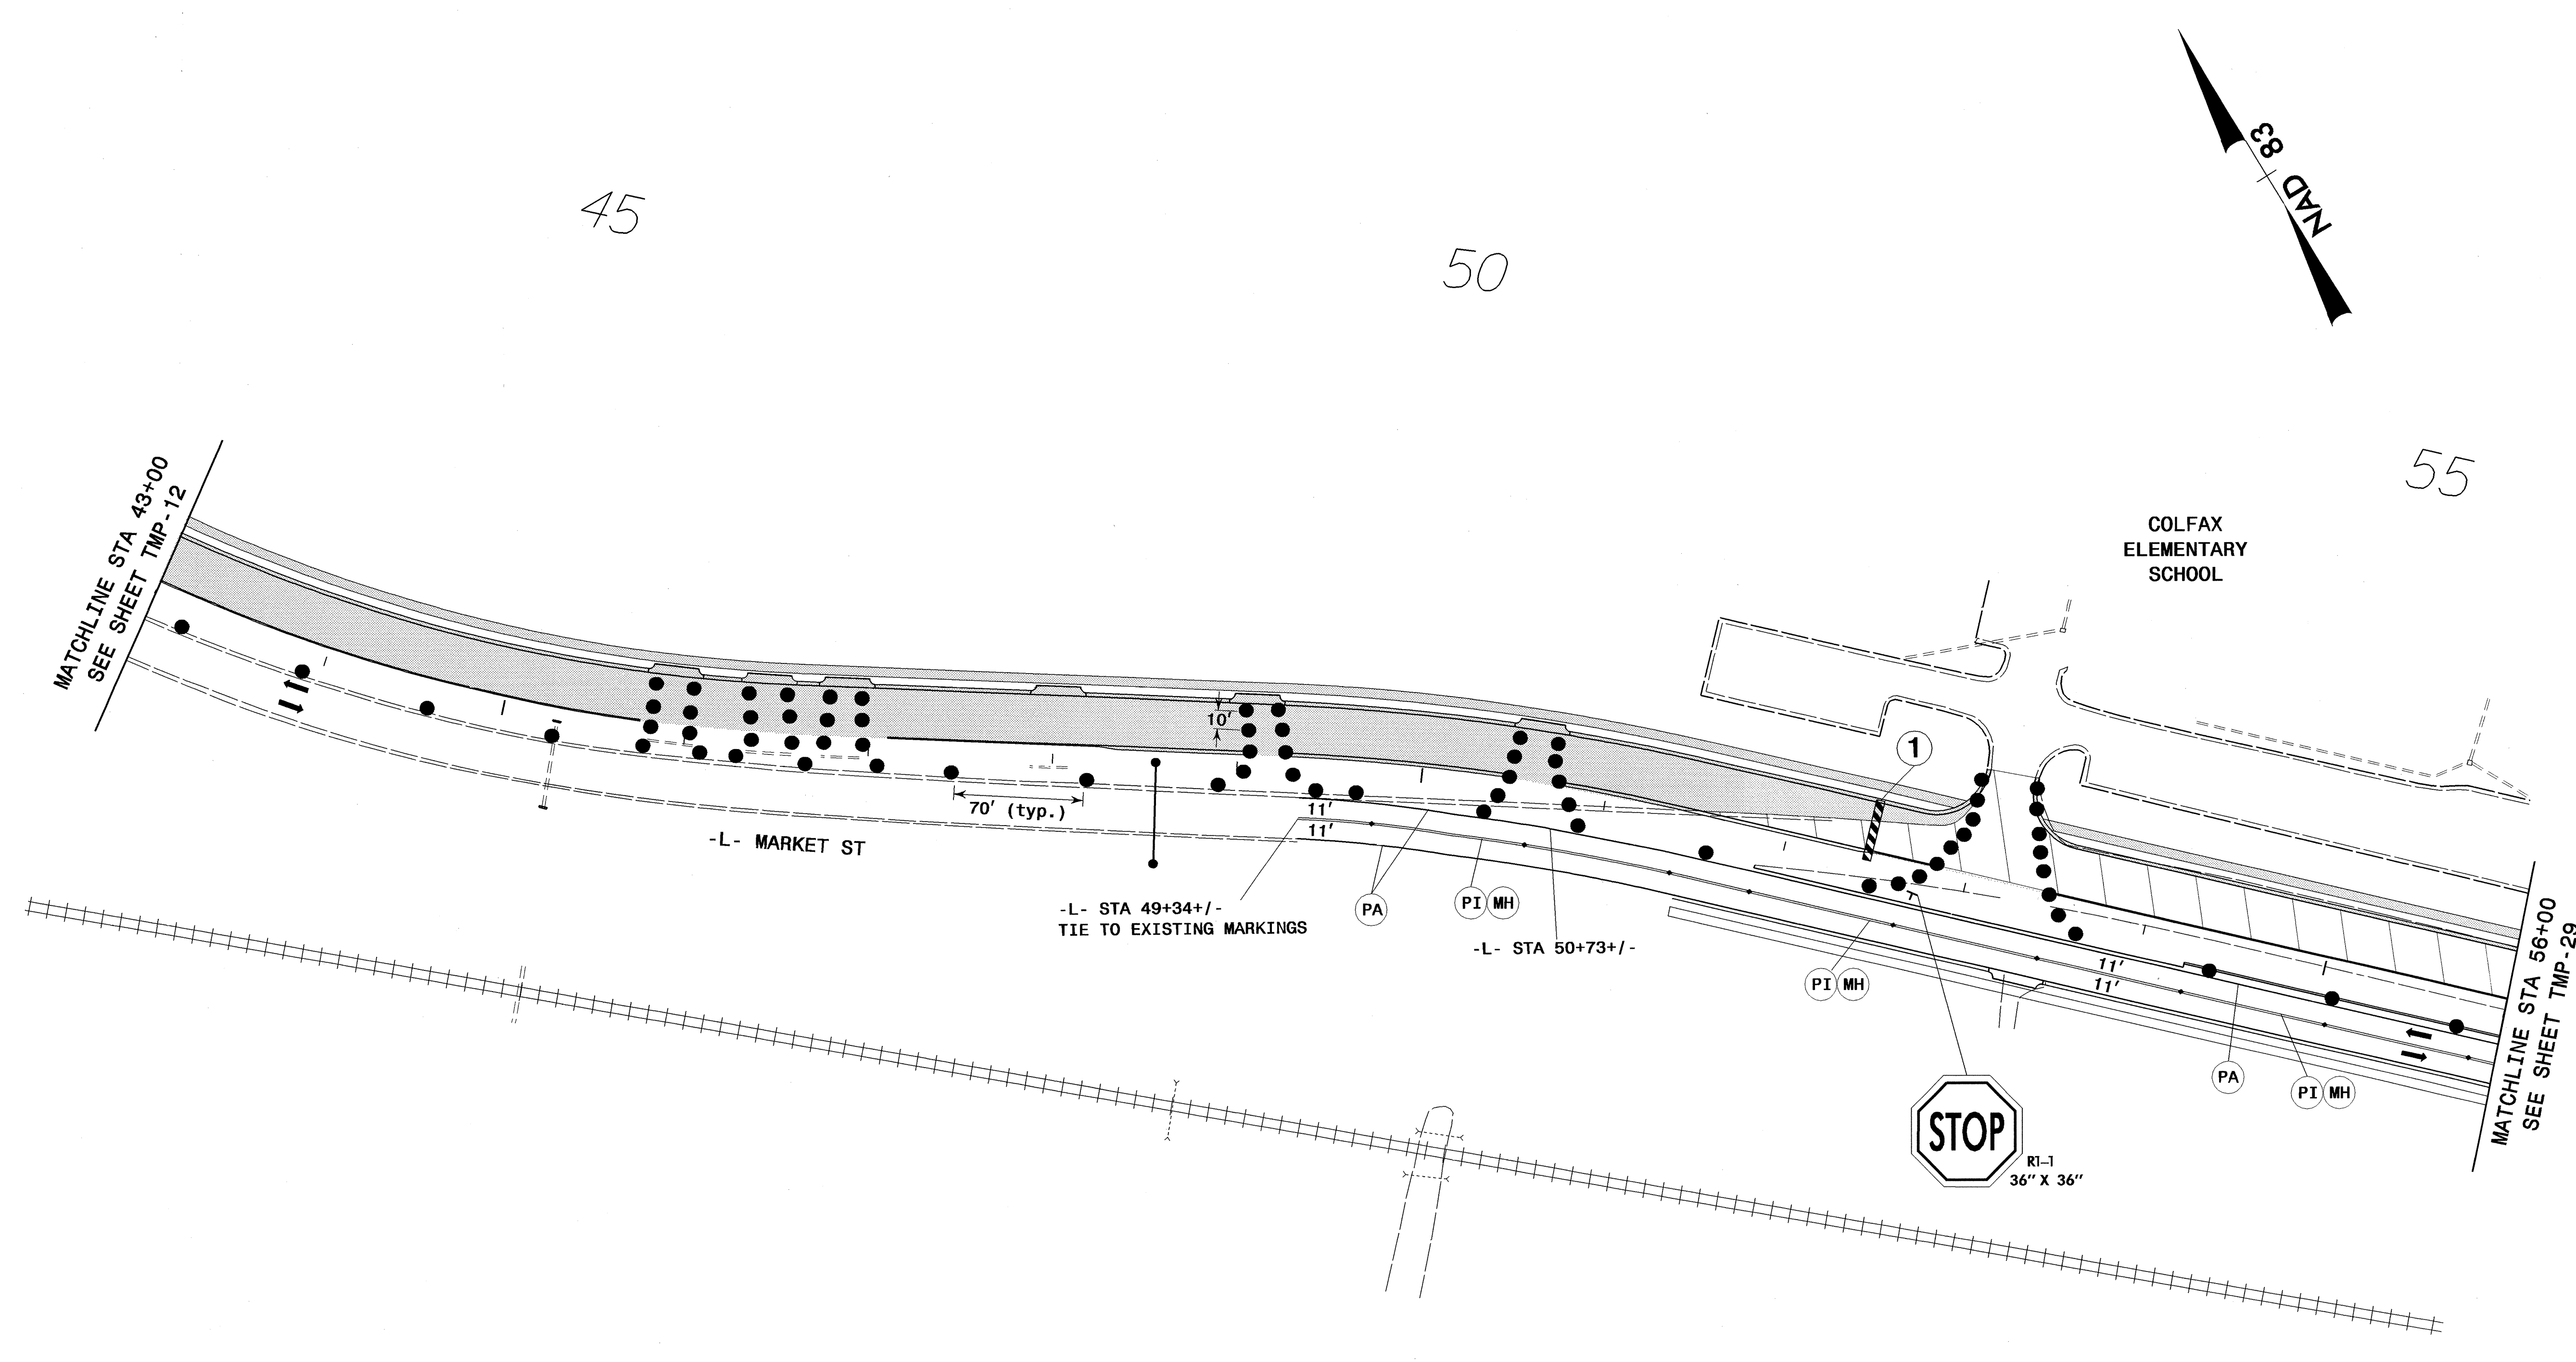 NAD 83
45
50
55
COLFAX
ELEMENTARY
SCHOOL
MATCHLINE STA 43+00
SEE SHEET TMP-12
10'
1
70' (typ.)
11'
11'
-L- MARKET ST
-L- STA 49+34+/-
TIE TO EXISTING MARKINGS
PA
PI MH
-L- STA 50+73+/-
PI MH
11'
11'
PA
PI MH
STOP
R1-1
36" X 36"
MATCHLINE STA 56+00
SEE SHEET TMP-29